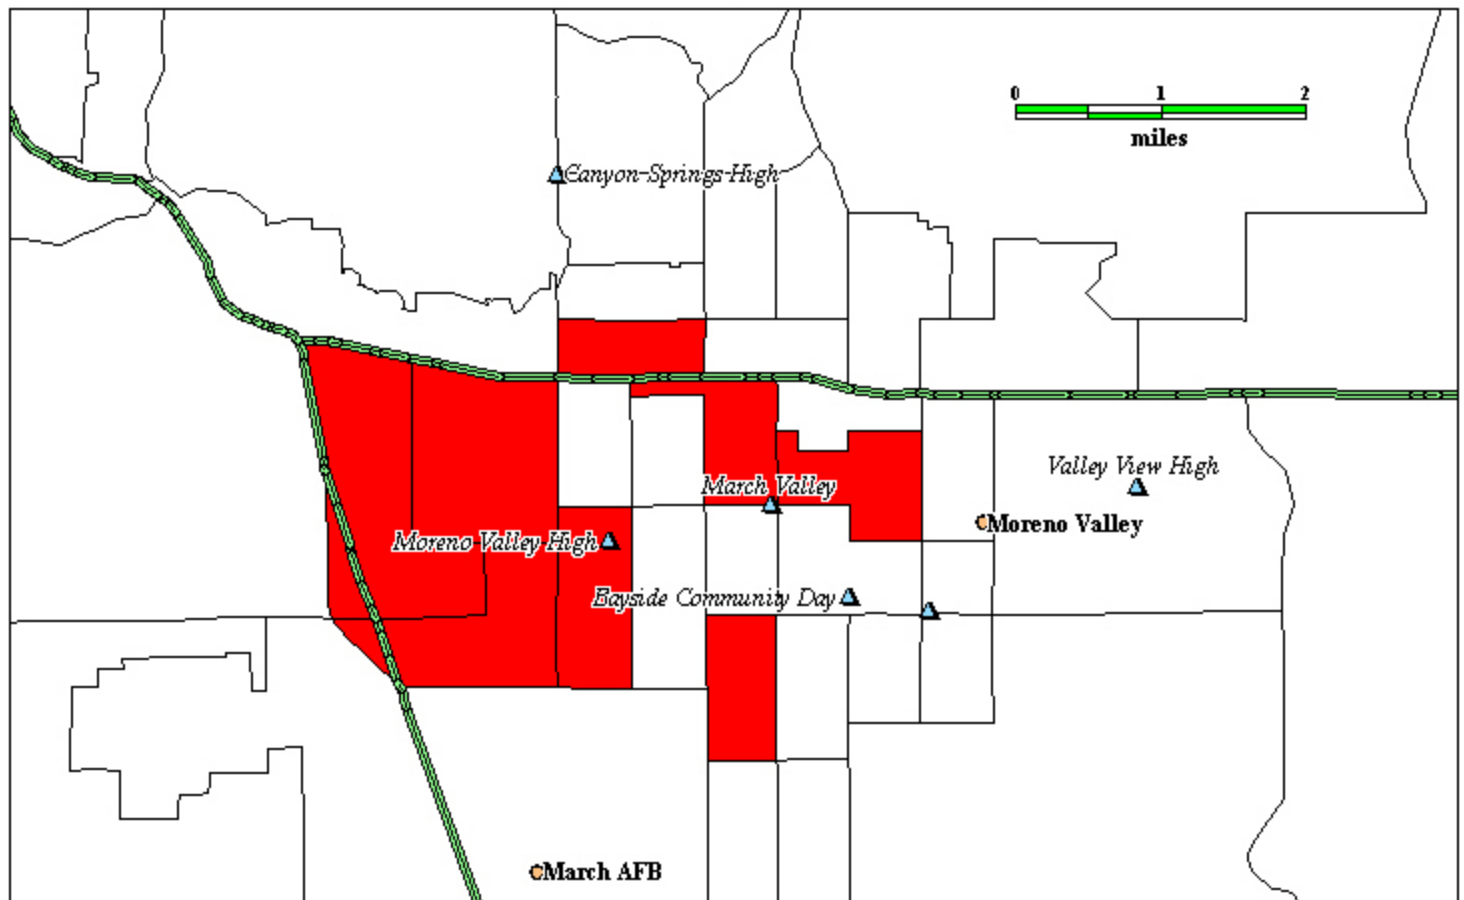 0 1 2
miles
Canyon-Springs-High
Valley View High
March Valley
Moreno Valley
Moreno Valley High
Bayside Community Day
March AFB